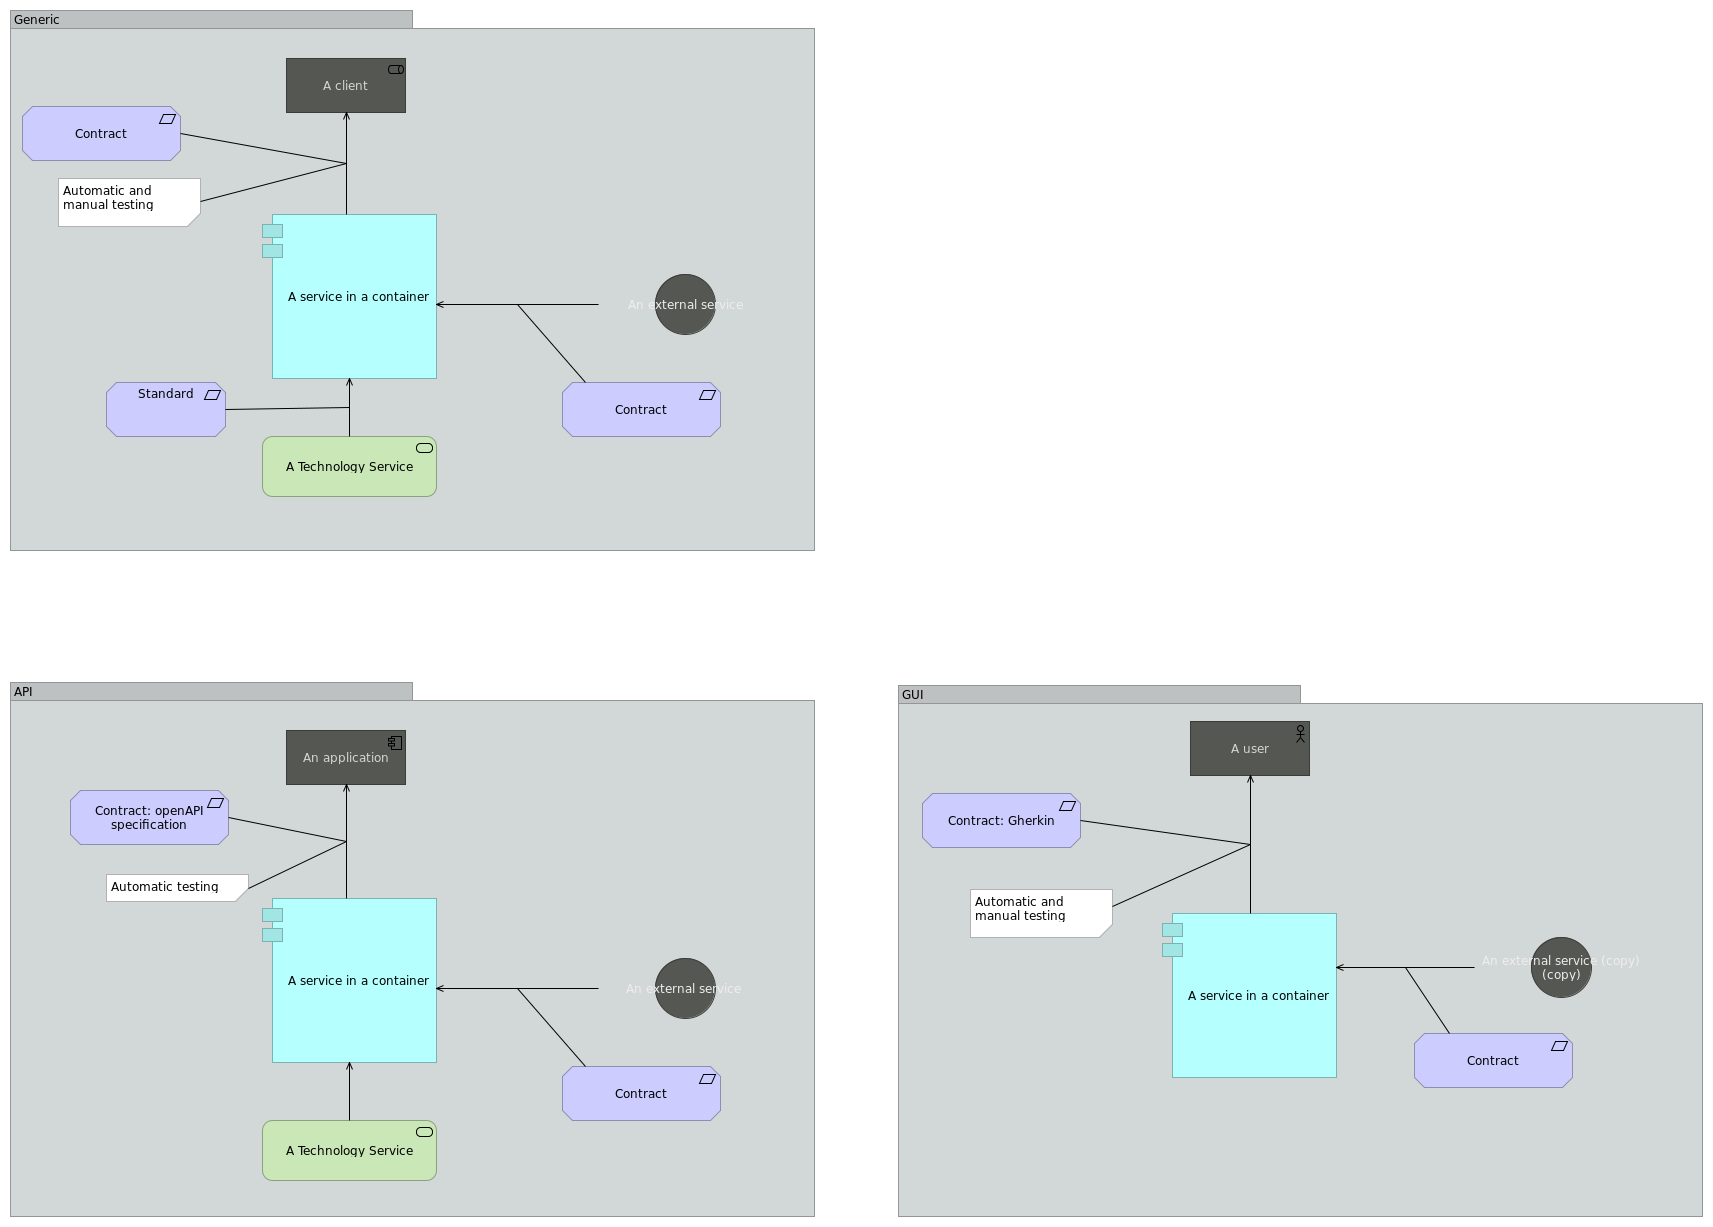 Generic
A client
Contract
Automatic and
manual testing
A service in a container
An external service
Standard
Contract
A Technology Service
API
An application
Contract: openAPI
specification
Automatic testing
A service in a container
An external service
Contract
A Technology Service
GUI
A user
Contract: Gherkin
Automatic and
manual testing
An external service (copy)
(copy)
A service in a container
Contract